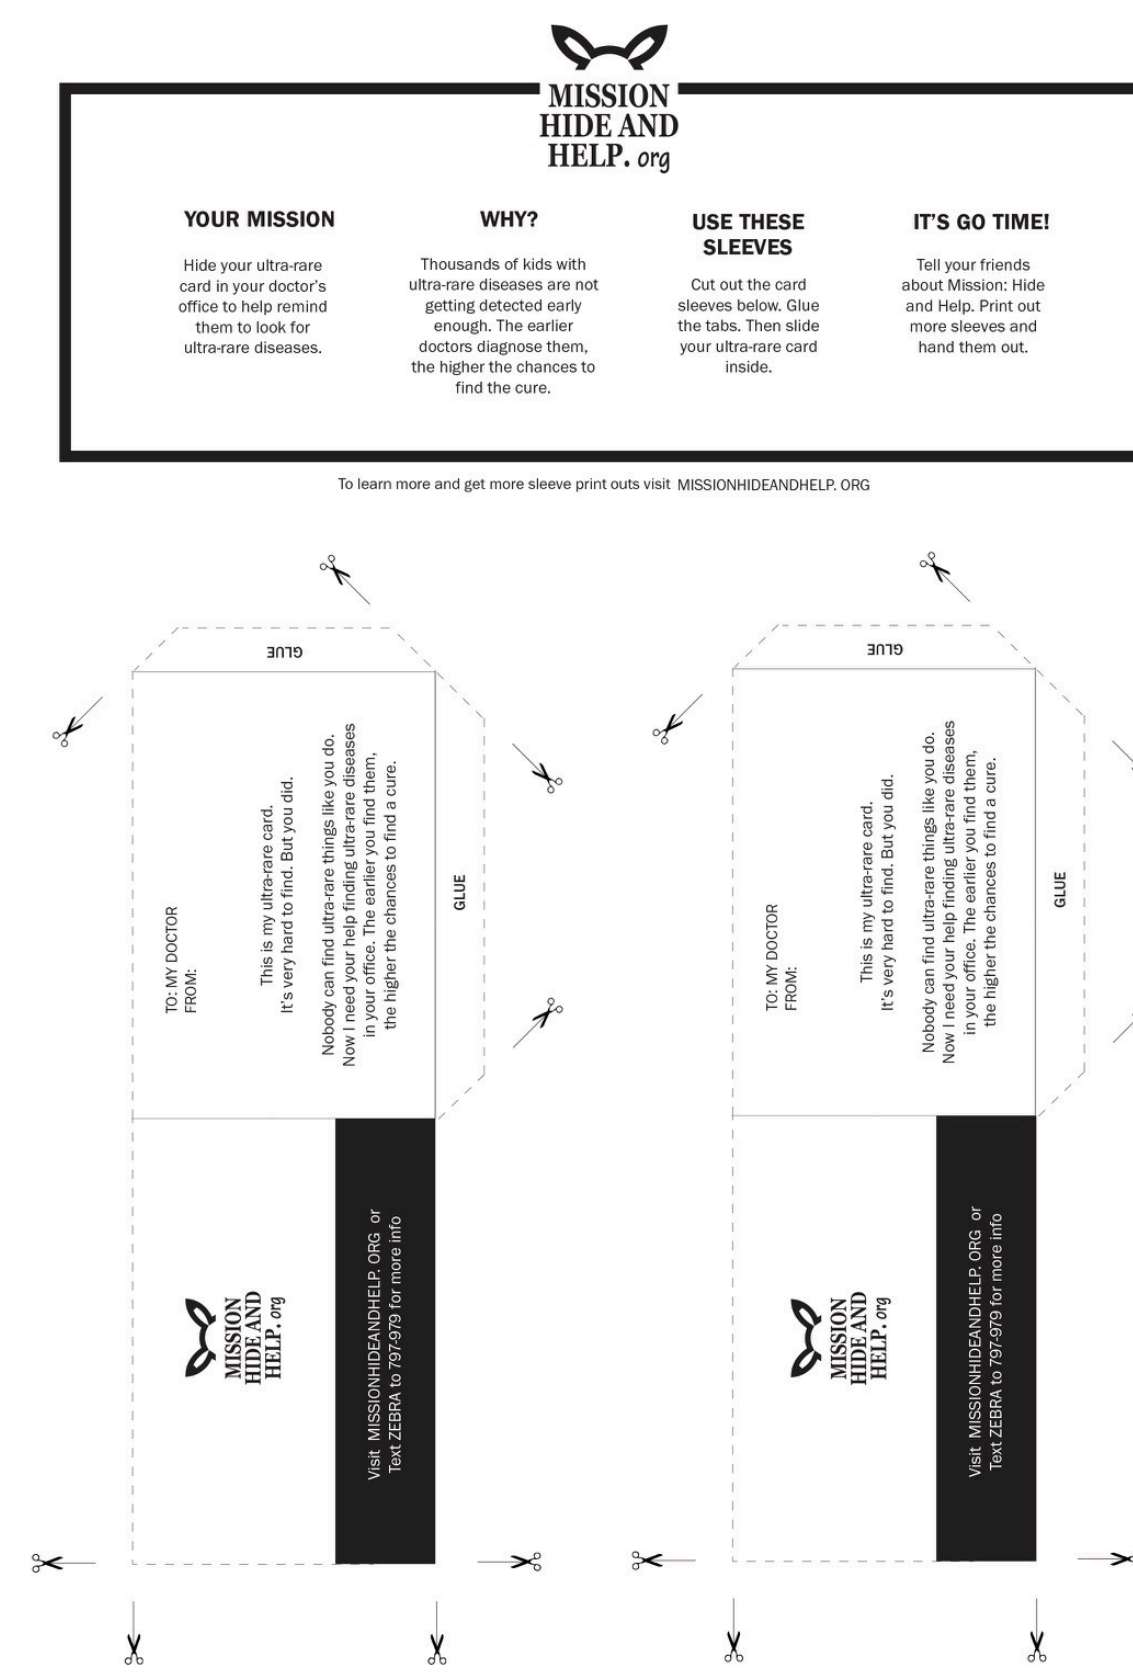 MISSION
HIDE AND
HELP. org
YOUR MISSION
Hide your ultra-rare
card in your doctor's
office to help remind
them to look for
ultra-rare diseases.
WHY?
Thousands of kids with
ultra-rare diseases are not
getting detected early
enough. The earlier
doctors diagnose them,
the higher the chances to
find the cure.
USE THESE
SLEEVES
Cut out the card
sleeves below. Glue
the tabs. Then slide
your ultra-rare card
inside.
IT'S GO TIME!
Tell your friends
about Mission: Hide
and Help. Print out
more sleeves and
hand them out.
To learn more and get more sleeve print outs visit MISSIONHIDEANDHELP. ORG
GLUE
TO: MY DOCTOR
FROM:
This is my ultra-rare card.
It's very hard to find. But you did.
Nobody can find ultra-rare things like you do.
Now I need your help finding ultra-rare diseases
in your office. The earlier you find them,
the higher the chances to find a cure.
GLUE
MISSION
HIDE AND
HELP. org
Visit MISSIONHIDEANDHELP. ORG or
Text ZEBRA to 797-979 for more info
GLUE
TO: MY DOCTOR
FROM:
This is my ultra-rare card.
It's very hard to find. But you did.
Nobody can find ultra-rare things like you do.
Now I need your help finding ultra-rare diseases
in your office. The earlier you find them,
the higher the chances to find a cure.
GLUE
MISSION
HIDE AND
HELP. org
Visit MISSIONHIDEANDHELP. ORG or
Text ZEBRA to 797-979 for more info